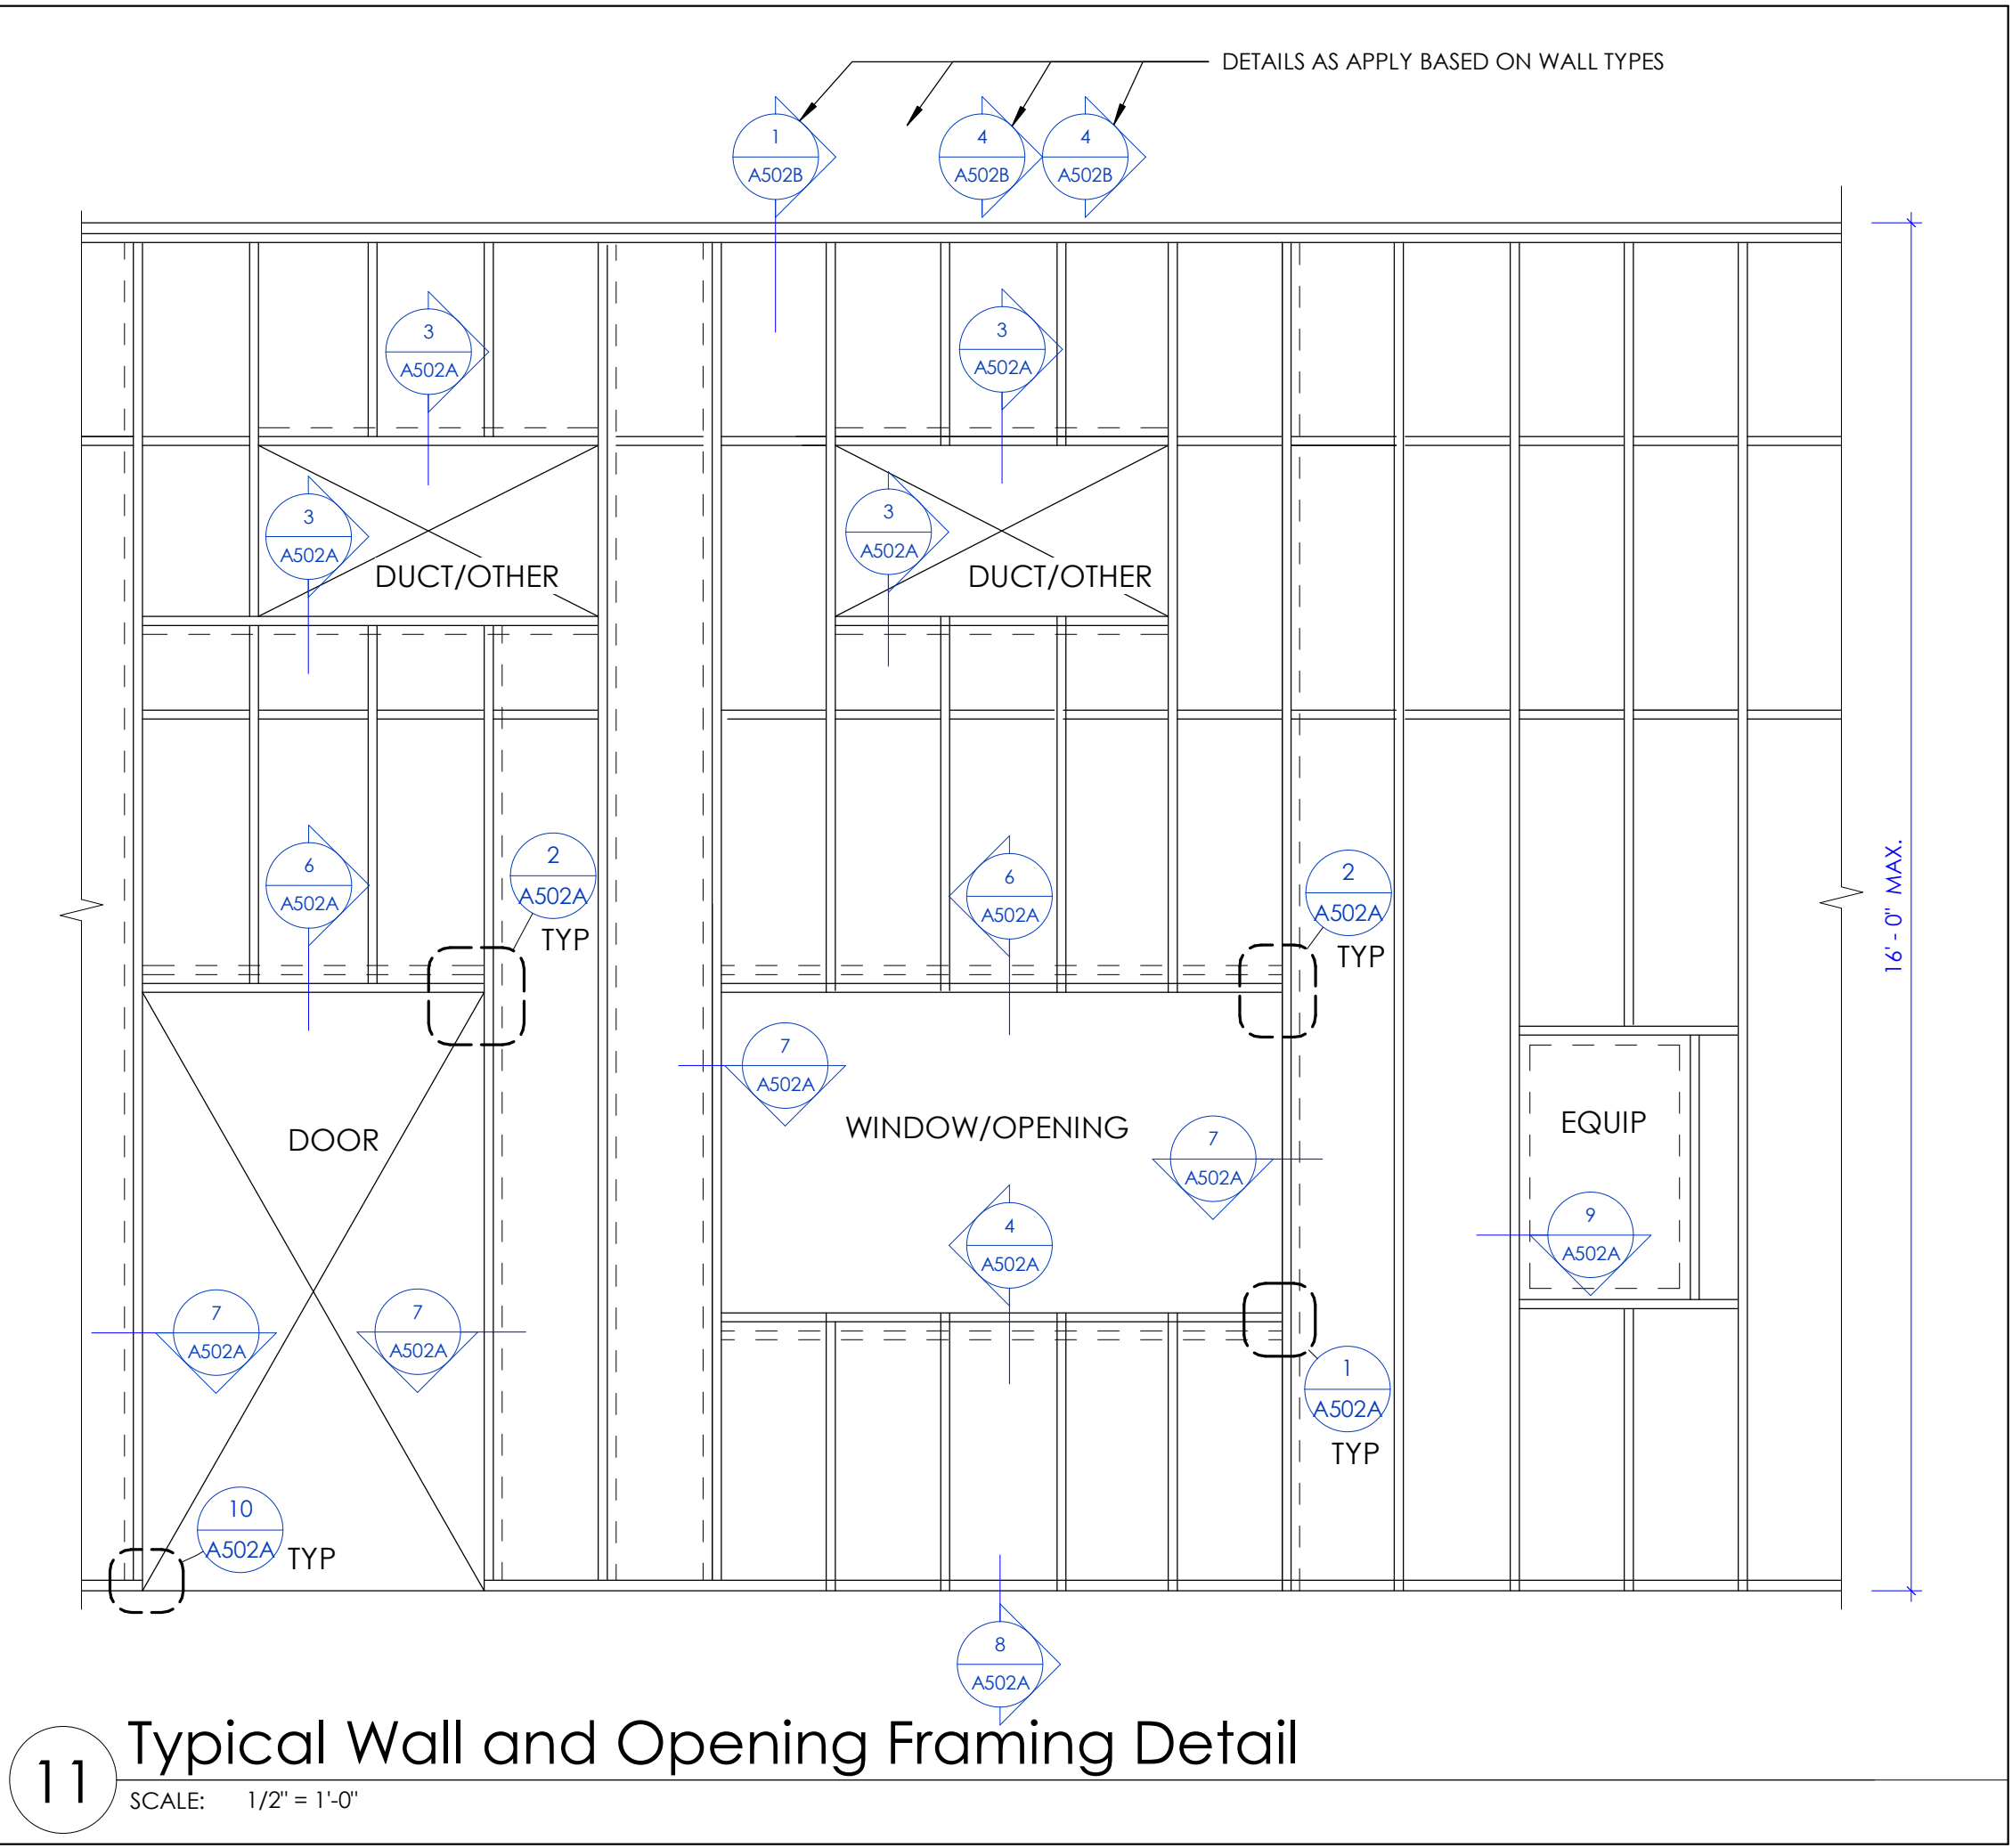 DETAILS AS APPLY BASED ON WALL TYPES
1
A502B
4
A502B
4
A502B
3
A502A
3
A502A
3
A502A
DUCT/OTHER
3
A502A
DUCT/OTHER
6
A502A
2
A502A
TYP
6
A502A
2
A502A
TYP
16' - 0" MAX.
7
A502A
DOOR
WINDOW/OPENING
EQUIP
7
A502A
4
A502A
9
A502A
7
A502A
7
A502A
1
A502A
TYP
10
A502A
TYP
8
A502A
11
Typical Wall and Opening Framing Detail
SCALE: 1/2" = 1'-0"